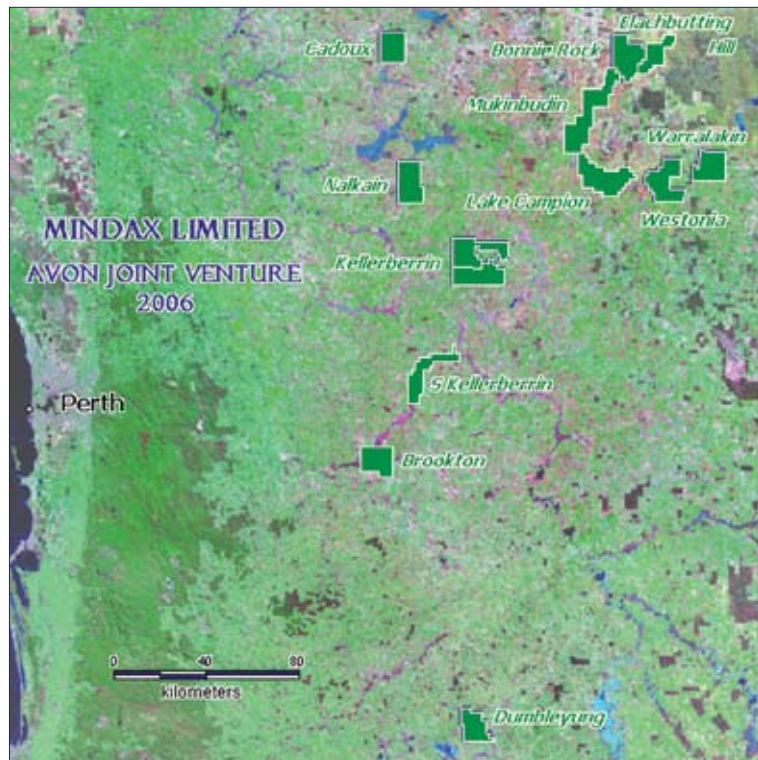 Elachbutting
Cadoux
Bonnie Rock
Hill
Mukinbudin
Warralakin
Nalkain
Lake Campion
Westonia
MINDAX LIMITED
Kellerberrin
AVON JOINT VENTURE
2006
S Kellerberrin
Perth
Brookton
0 40 80
kilometers
Dumbleyung